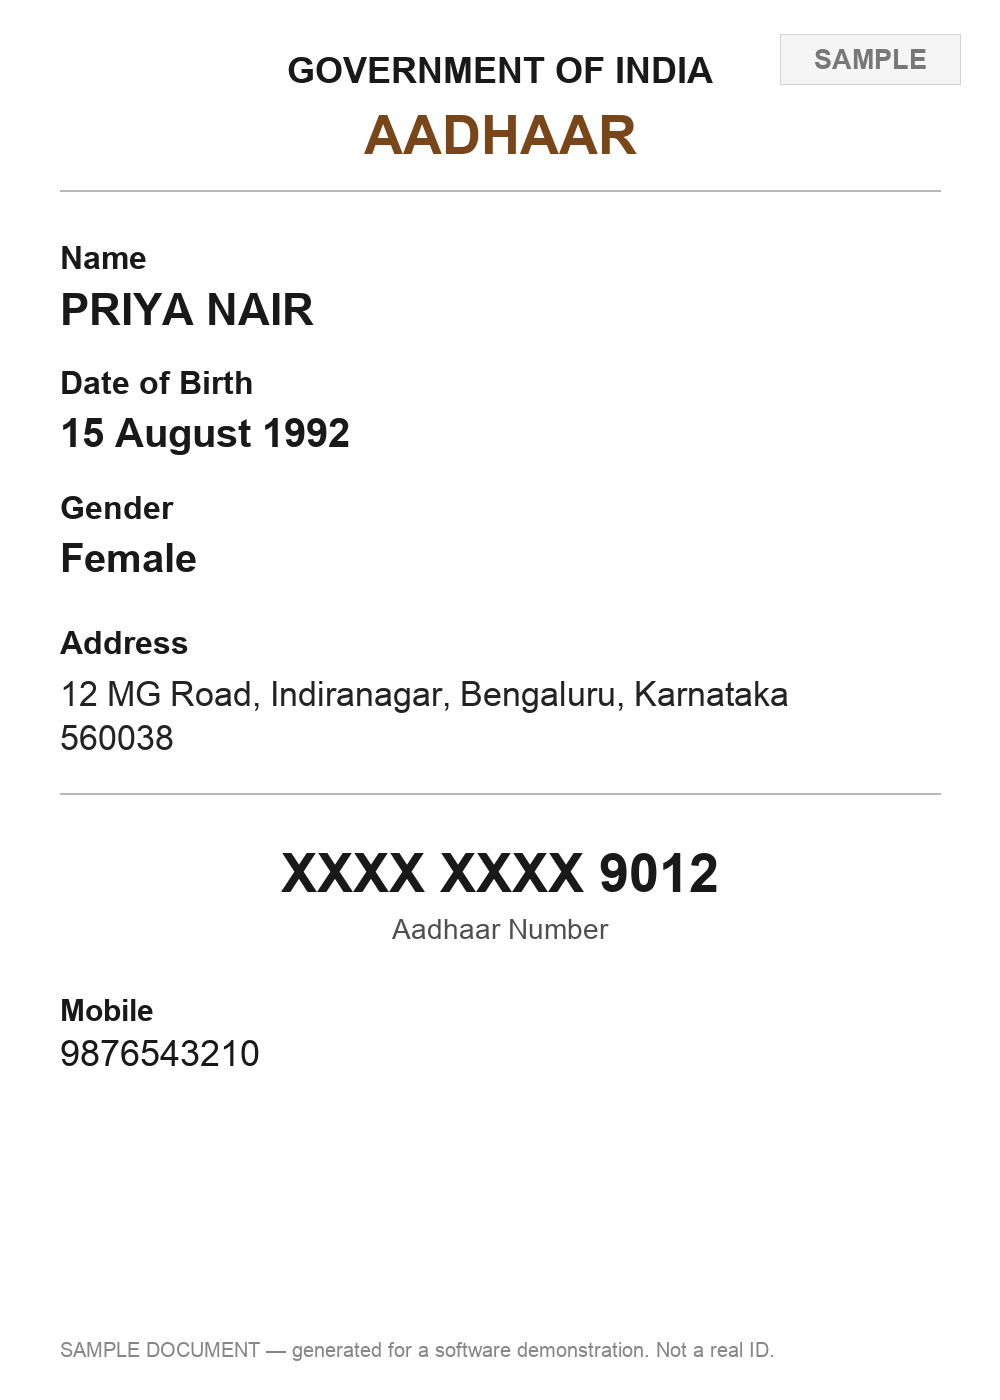 GOVERNMENT OF INDIA
SAMPLE
AADHAAR
Name
PRIYA NAIR
Date of Birth
15 August 1992
Gender
Female
Address
12 MG Road, Indiranagar, Bengaluru, Karnataka
560038
XXXX XXXX 9012
Aadhaar Number
Mobile
9876543210
SAMPLE DOCUMENT — generated for a software demonstration. Not a real ID.